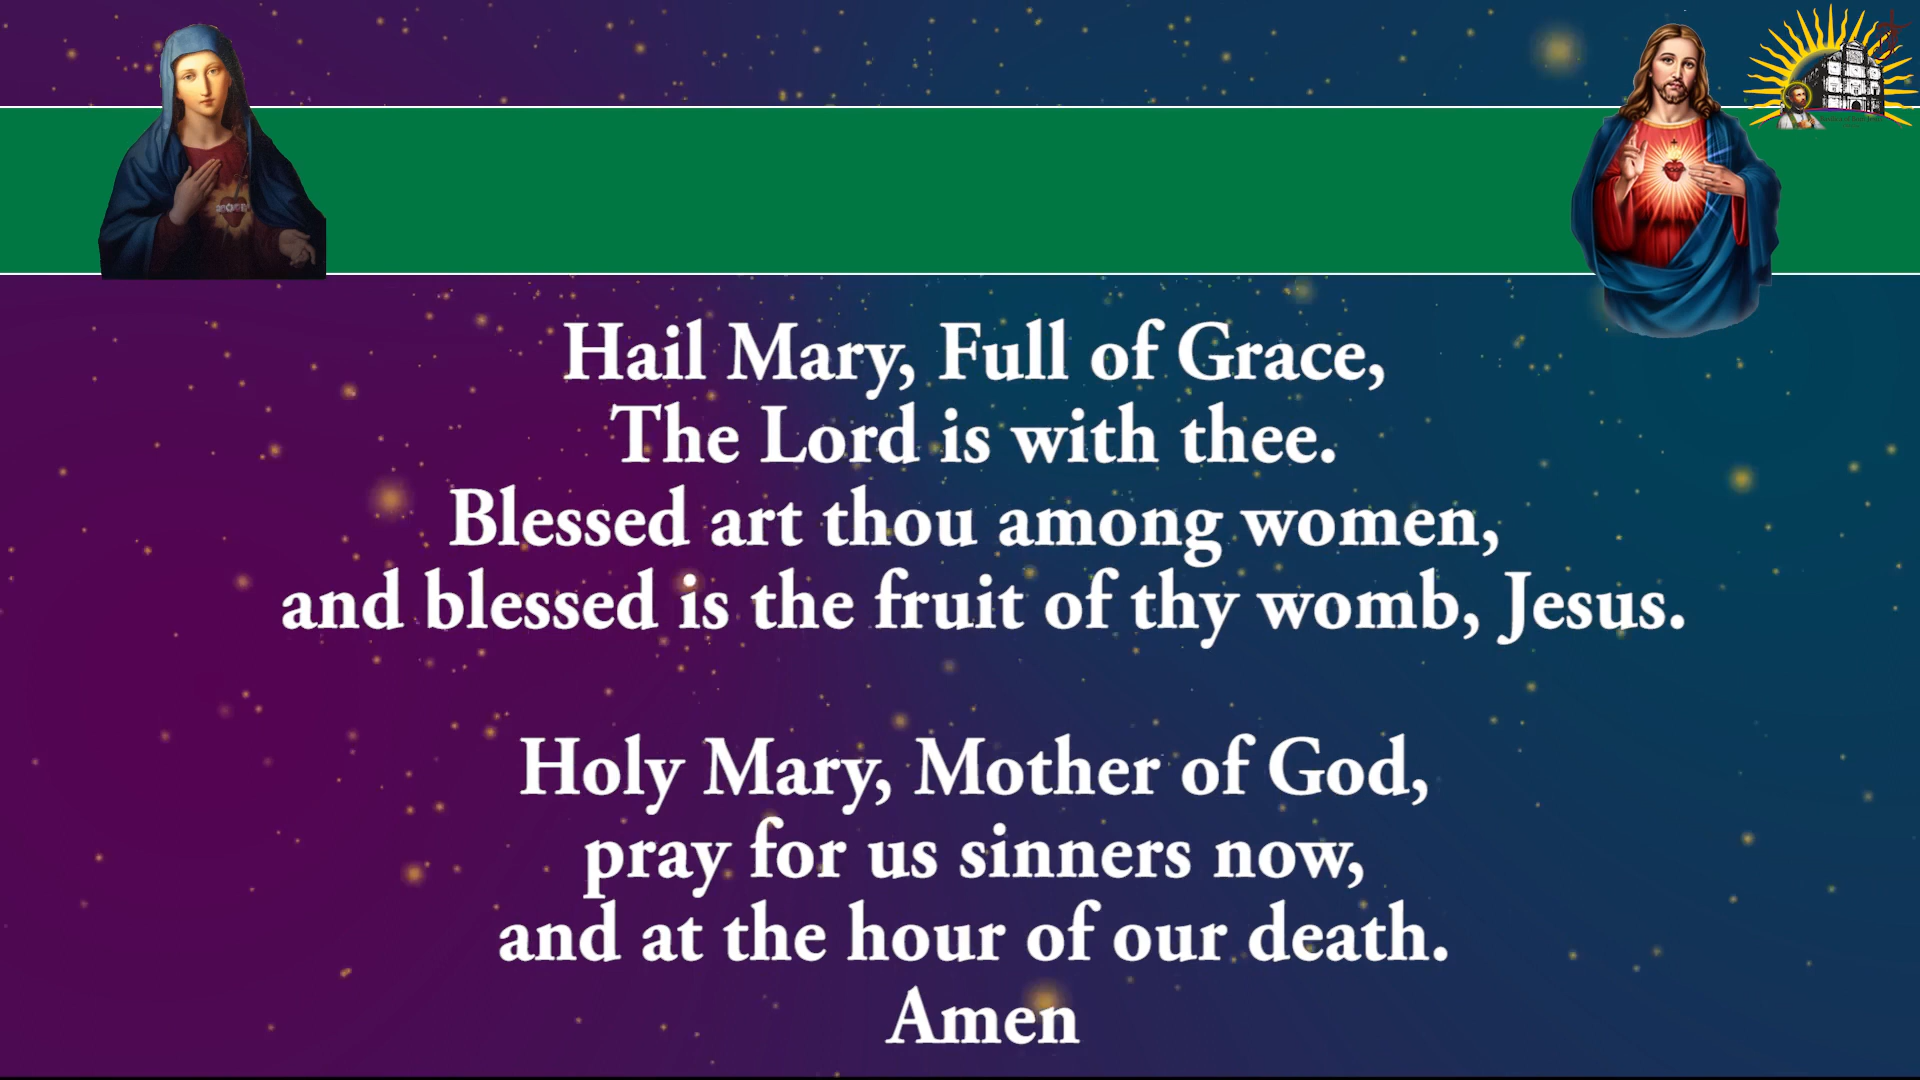 Hail Mary, Full of Grace,
The Lord is with thee.
Blessed art thou among women,
and blessed is the fruit of thy womb, Jesus.
Holy Mary, Mother of God,
pray for us sinners now,
and at the hour of our death.
Amen